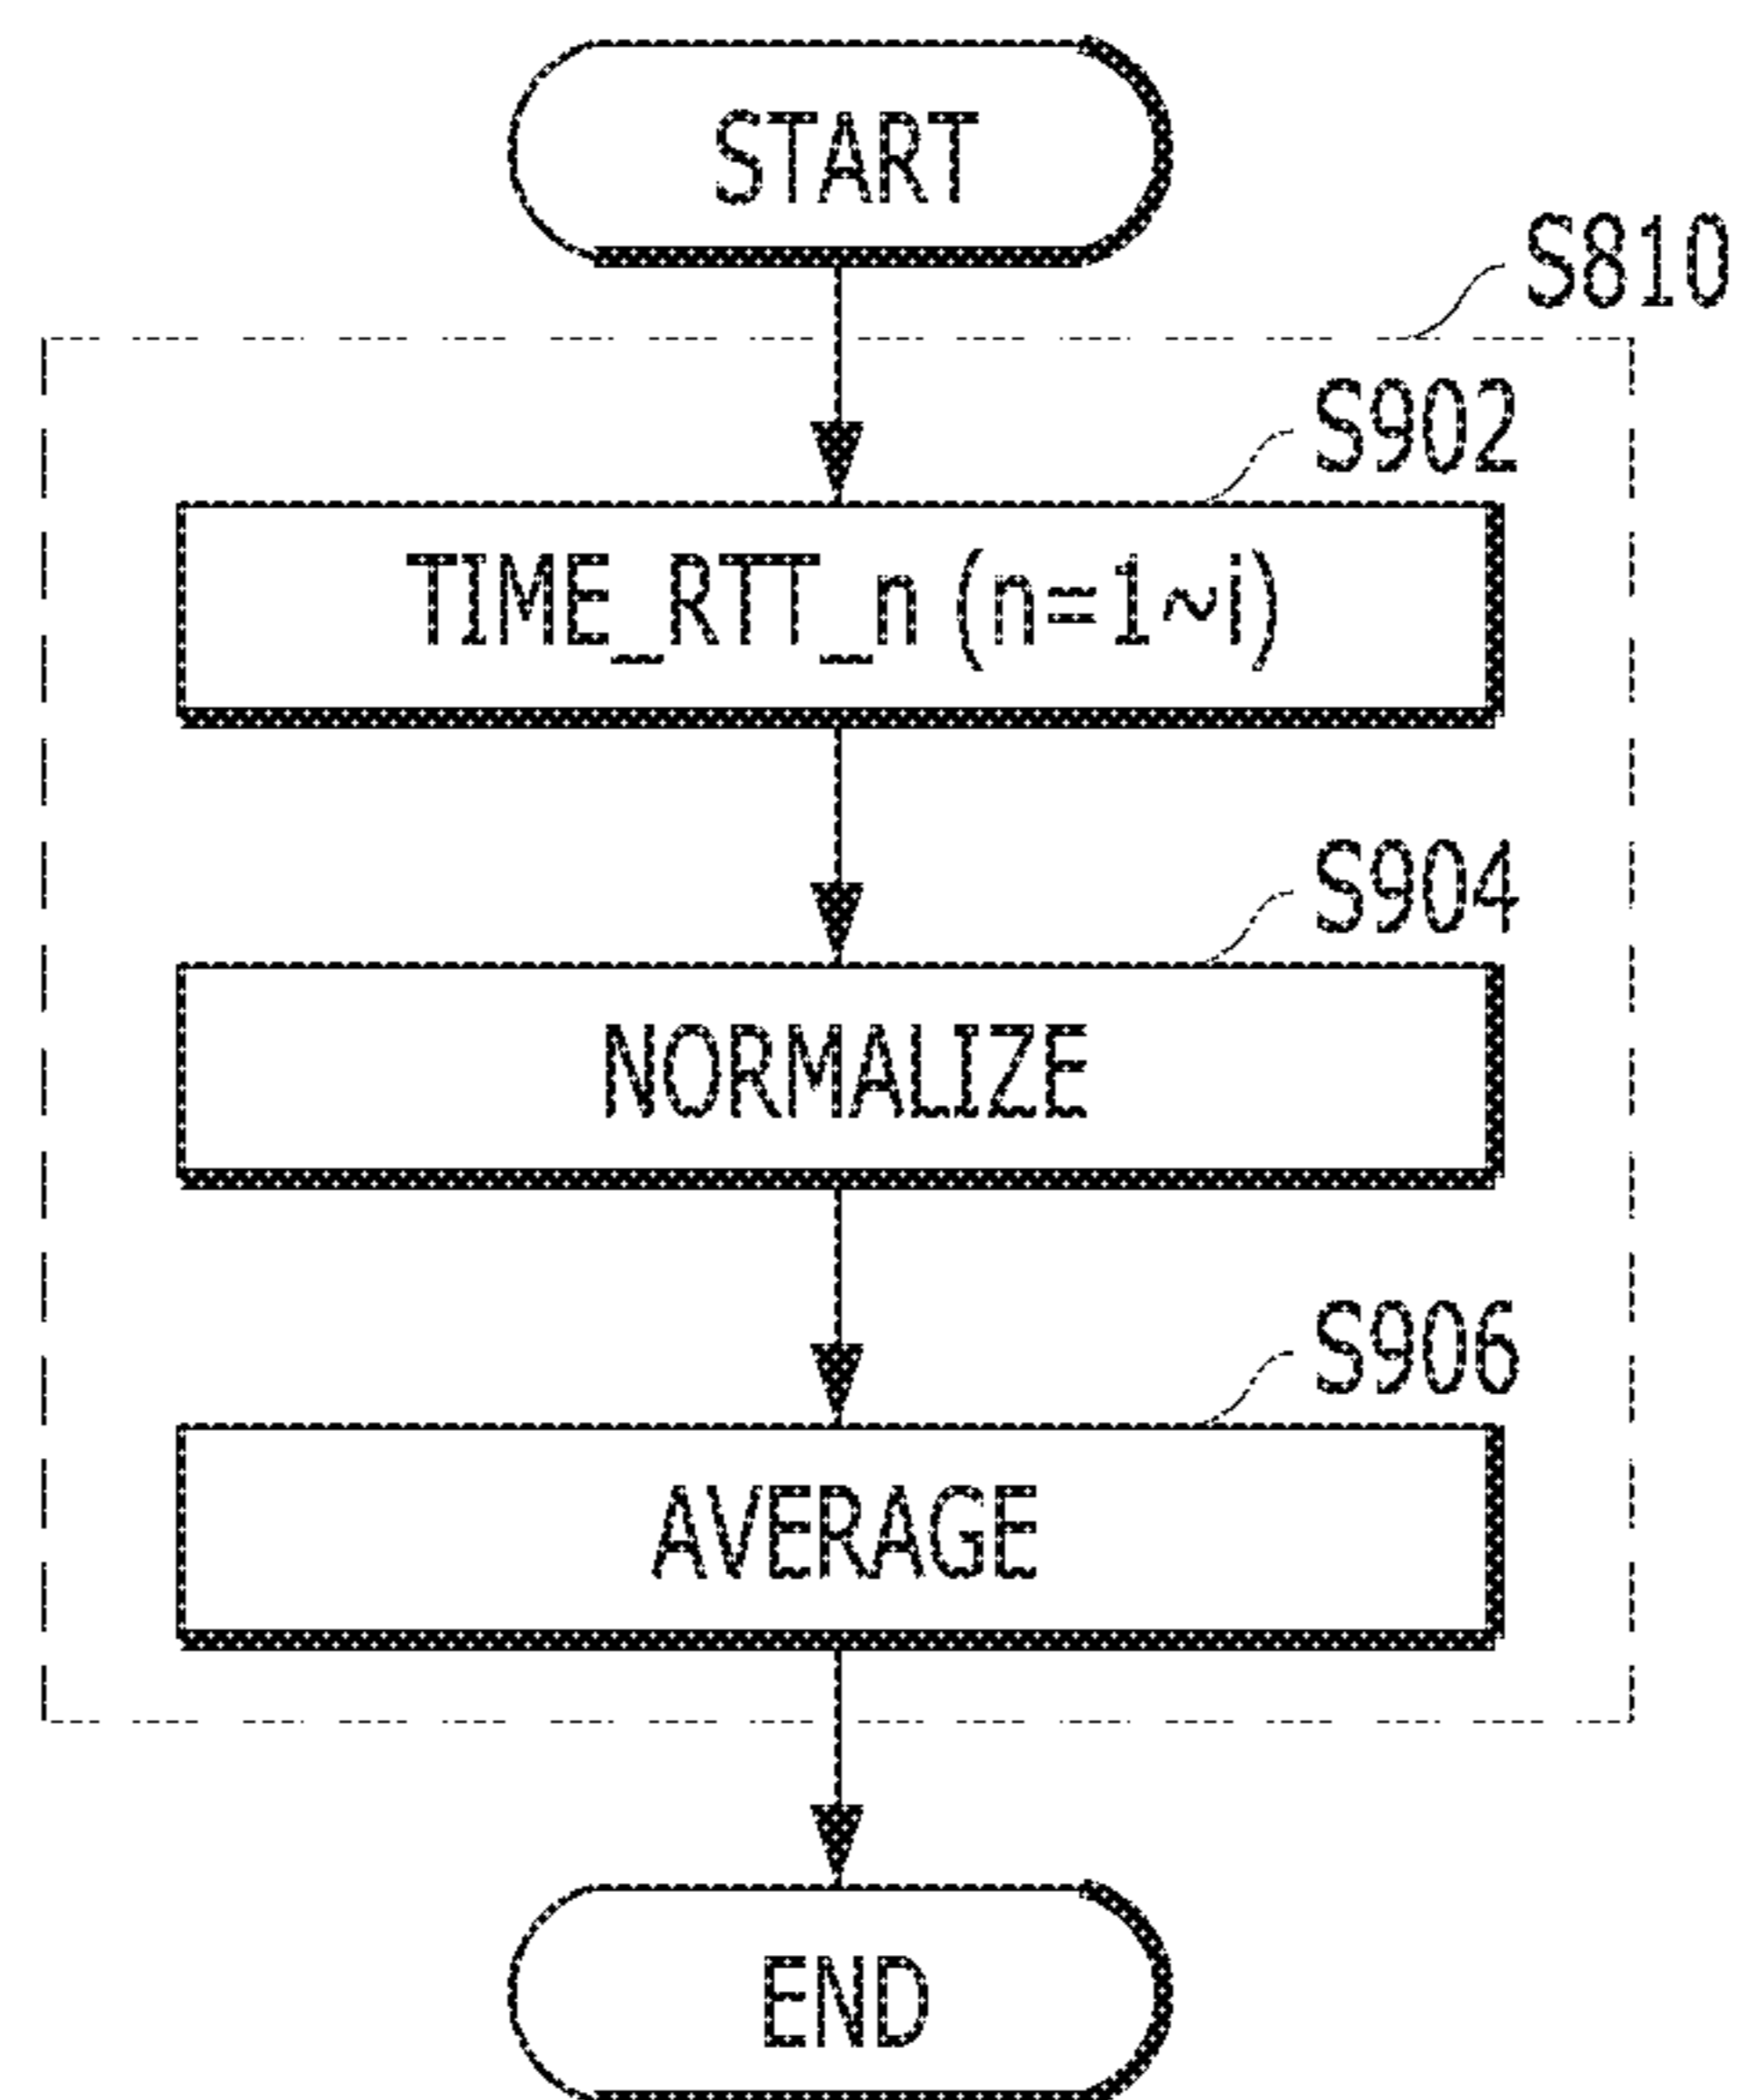 START
S810
S902
TIME_RTT_n (n=1~i)
S904
NORMALIZE
S906
AVERAGE
END